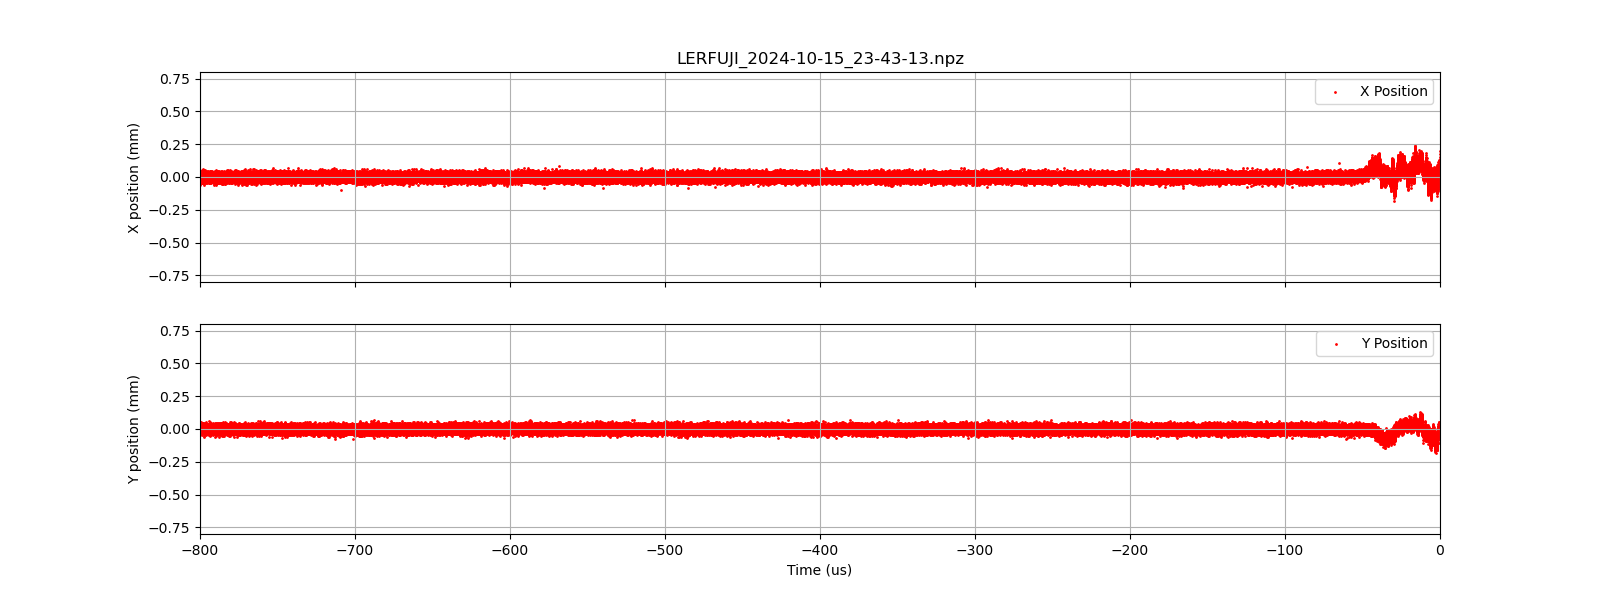 LERFUJI_2024-10-15_23-43-13.npz
0.75
0.50
0.25
0.00
−0.25
−0.50
−0.75
X position (mm)
X Position
0.75
0.50
0.25
0.00
−0.25
−0.50
−0.75
Y position (mm)
Y Position
−800 −700 −600 −500 −400 −300 −200 −100 0
Time (us)